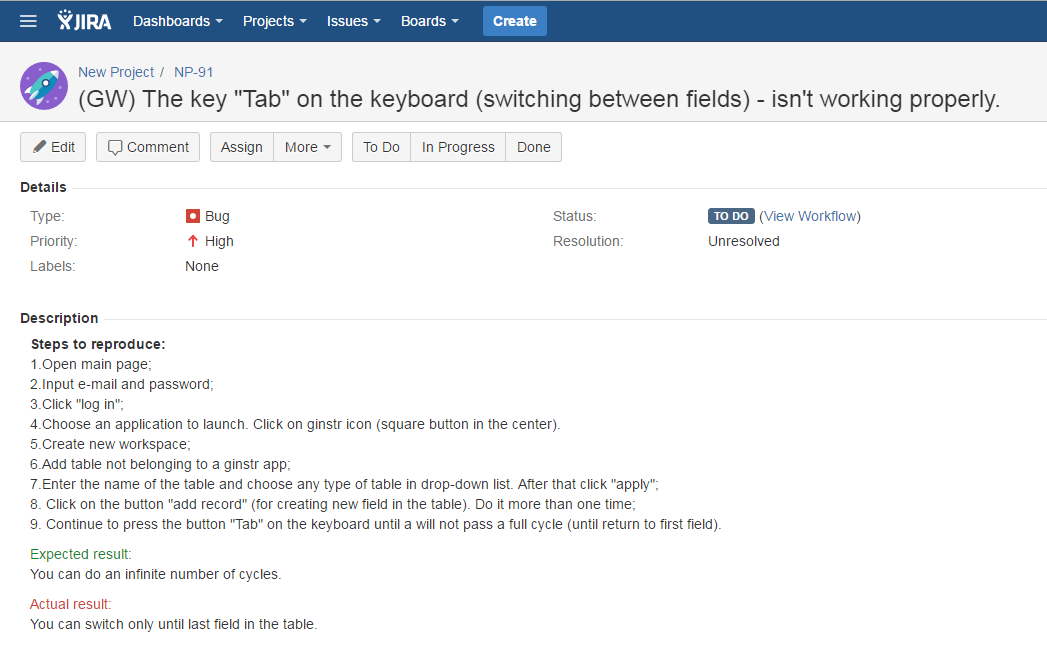 JIRA Dashboards Projects Issues Boards Create
New Project / NP-91
(GW) The key "Tab" on the keyboard (switching between fields) - isn't working properly.
Edit Comment Assign More To Do In Progress Done
Details
Type: Bug Status: TO DO (View Workflow)
Priority: High Resolution: Unresolved
Labels: None
Description
Steps to reproduce:
1.Open main page;
2.Input e-mail and password;
3.Click "log in";
4.Choose an application to launch. Click on ginstr icon (square button in the center).
5.Create new workspace;
6.Add table not belonging to a ginstr app;
7.Enter the name of the table and choose any type of table in drop-down list. After that click "apply";
8. Click on the button "add record" (for creating new field in the table). Do it more than one time;
9. Continue to press the button "Tab" on the keyboard until a will not pass a full cycle (until return to first field).
Expected result:
You can do an infinite number of cycles.
Actual result:
You can switch only until last field in the table.